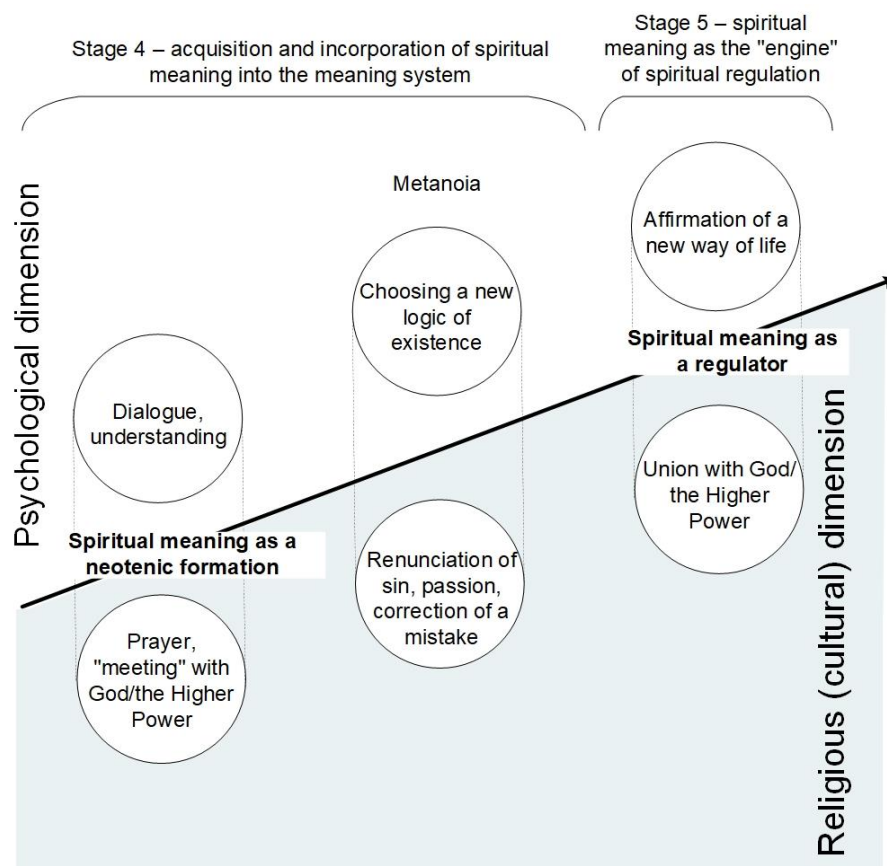 Stage 4 – acquisition and incorporation of spiritual
meaning into the meaning system
Stage 5 – spiritual
meaning as the "engine"
of spiritual regulation
Psychological dimension
Metanoia
Affirmation of a
new way of life
Choosing a new
logic of
existence
Spiritual meaning as
a regulator
Dialogue,
understanding
Union with God/
the Higher
Power
Spiritual meaning as a
neotenic formation
Renunciation of
sin, passion,
correction of a
mistake
Prayer,
"meeting" with
God/the Higher
Power
Religious (cultural) dimension